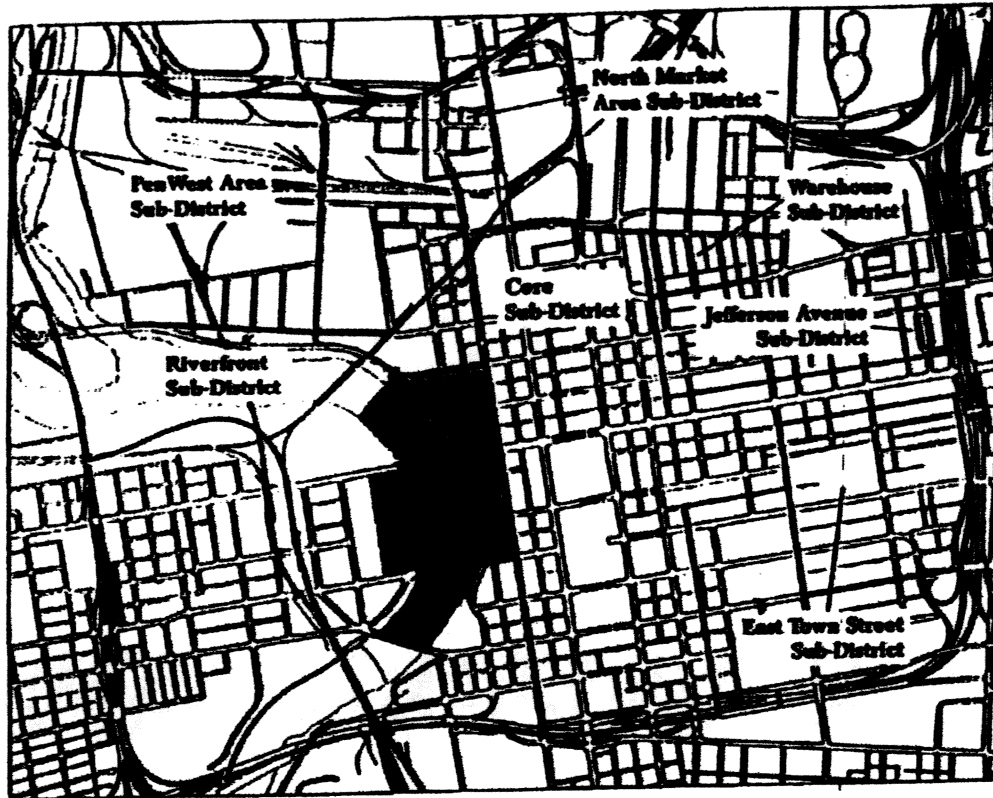 North Market
Area Sub-District
PenWest Area
Sub-District
Warehouse
Sub-District
Core
Sub-District
Jefferson Avenue
Sub-District
Riverfront
Sub-District
East Town Street
Sub-District